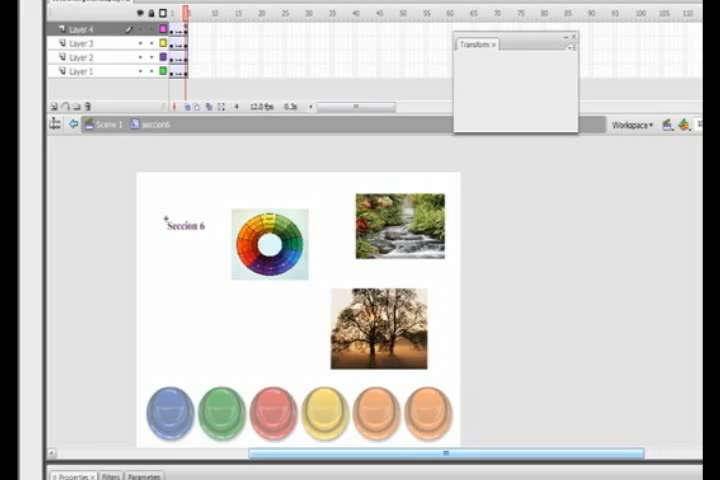 1 5 10 15 20 25 30 35 40 45 50 55 60 65 70 75 80 85 90 95 100 105 110
Layer 4
Layer 3
Layer 2
Layer 1
Transform
12.0 fps 0.3s
Scene 1 seccion6
Workspace
Seccion 6
Properties Filters Parameters